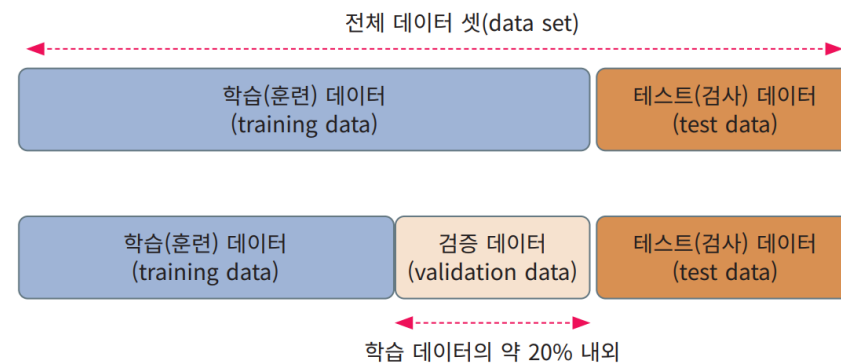 전체 데이터 셋(data set)
학습(훈련) 데이터
(training data)
테스트(검사) 데이터
(test data)
학습(훈련) 데이터
(training data)
검증 데이터
(validation data)
테스트(검사) 데이터
(test data)
학습 데이터의 약 20% 내외